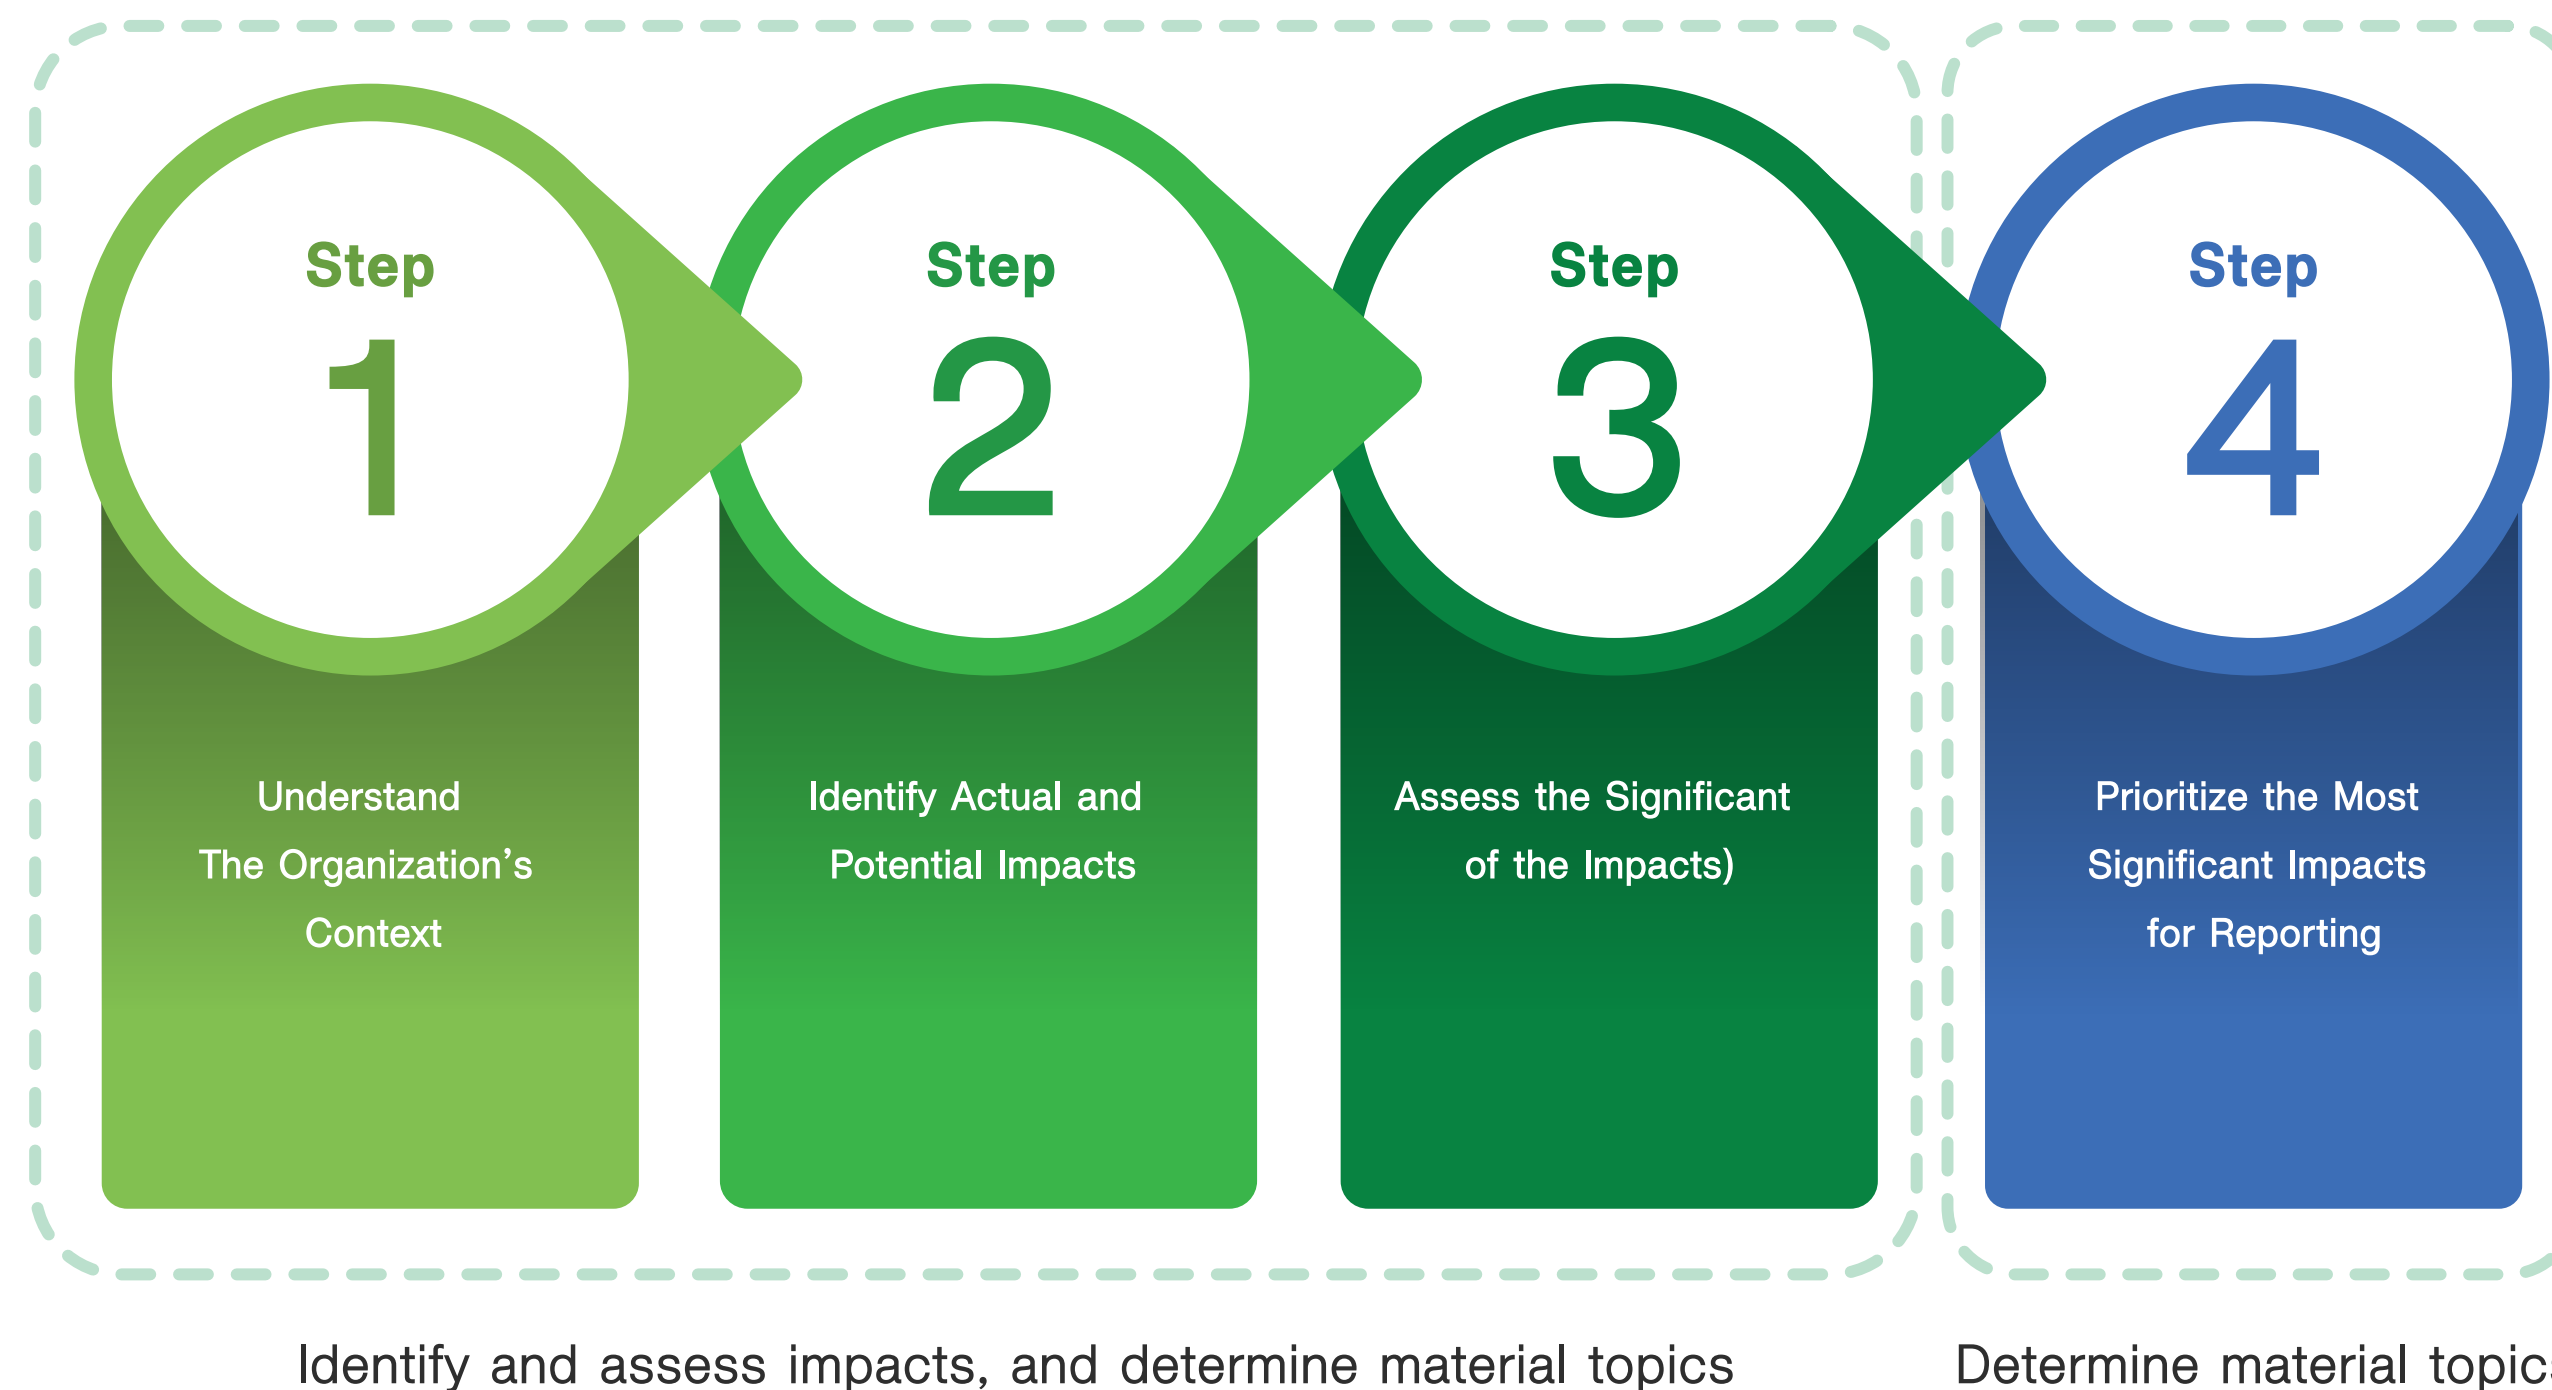 Step
1
Understand
The Organization's
Context
Step
2
Identify Actual and
Potential Impacts
Step
3
Assess the Significant
of the Impacts)
Step
4
Prioritize the Most
Significant Impacts
for Reporting
Identify and assess impacts, and determine material topics
Determine material topics